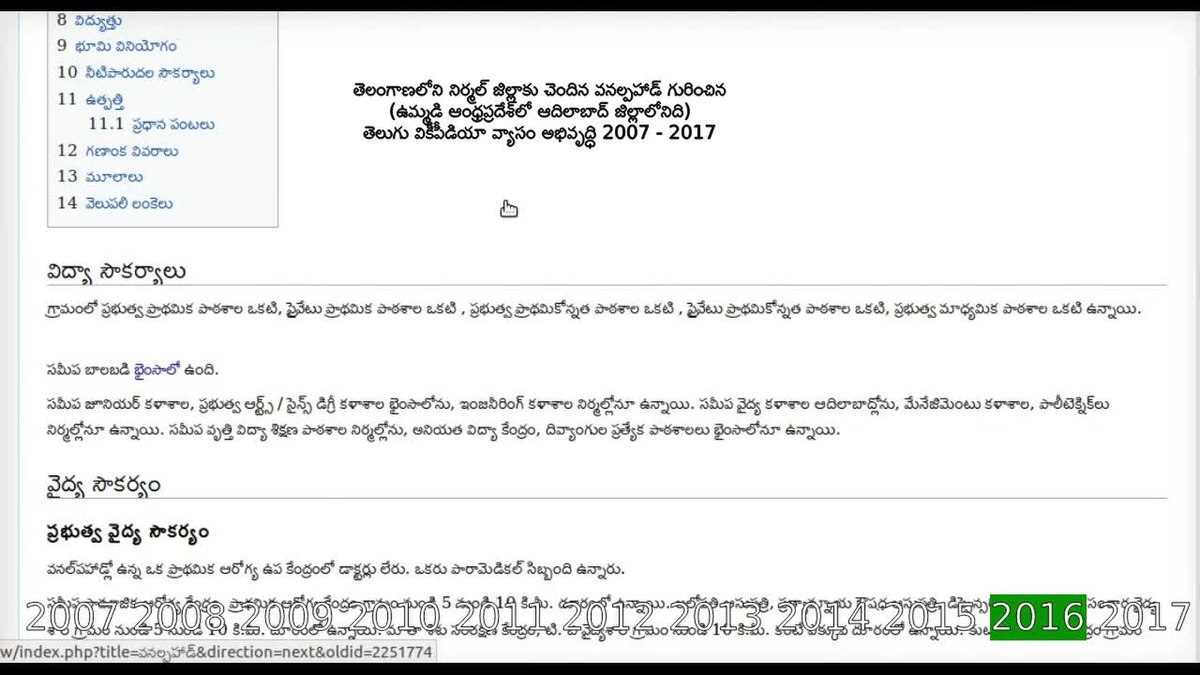 8 విద్యుత్తు
9 భూమి వినియోగం
10 నీటిపారుదల సౌకర్యాలు
11 ఉత్పత్తి
11.1 ప్రధాన పంటలు
12 గణాంక వివరాలు
13 మూలాలు
14 వెలుపలి లంకెలు
తెలంగాణలోని నిర్మల్ జిల్లాకు చెందిన వనల్పహాడ్ గురించిన
(ఉమ్మడి ఆంధ్రప్రదేశ్‌లో ఆదిలాబాద్ జిల్లాలోనిది)
తెలుగు వికీపీడియా వ్యాసం అభివృద్ధి 2007 - 2017
విద్యా సౌకర్యాలు
గ్రామంలో ప్రభుత్వ ప్రాథమిక పాఠశాల ఒకటి, ప్రైవేటు ప్రాథమిక పాఠశాల ఒకటి , ప్రభుత్వ ప్రాథమికోన్నత పాఠశాల ఒకటి , ప్రైవేటు ప్రాథమికోన్నత పాఠశాల ఒకటి, ప్రభుత్వ మాధ్యమిక పాఠశాల ఒకటి ఉన్నాయి.
సమీప బాలబడి భైంసాలో ఉంది.
సమీప జూనియర్ కళాశాల, ప్రభుత్వ ఆర్ట్స్ / సైన్స్ డిగ్రీ కళాశాల భైంసాలోను, ఇంజనీరింగ్ కళాశాల నిర్మల్లోనూ ఉన్నాయి. సమీప వైద్య కళాశాల ఆదిలాబాద్లోను, మేనేజిమెంటు కళాశాల, పాలీటెక్నిక్‌లు
నిర్మల్లోనూ ఉన్నాయి. సమీప వృత్తి విద్యా శిక్షణ పాఠశాల నిర్మల్లోను, అనియత విద్యా కేంద్రం, దివ్యాంగుల ప్రత్యేక పాఠశాలలు భైంసాలోనూ ఉన్నాయి.
వైద్య సౌకర్యం
ప్రభుత్వ వైద్య సౌకర్యం
వనల్‌పహాడ్లో ఉన్న ఒక ప్రాథమిక ఆరోగ్య ఉప కేంద్రంలో డాక్టర్లు లేరు. ఒకరు పారామెడికల్ సిబ్బంది ఉన్నారు.
2007 2008 2009 2010 2011 2012 2013 2014 2015 2016 2017
w/index.php?title=వనల్పహాడ్&direction=next&oldid=2251774